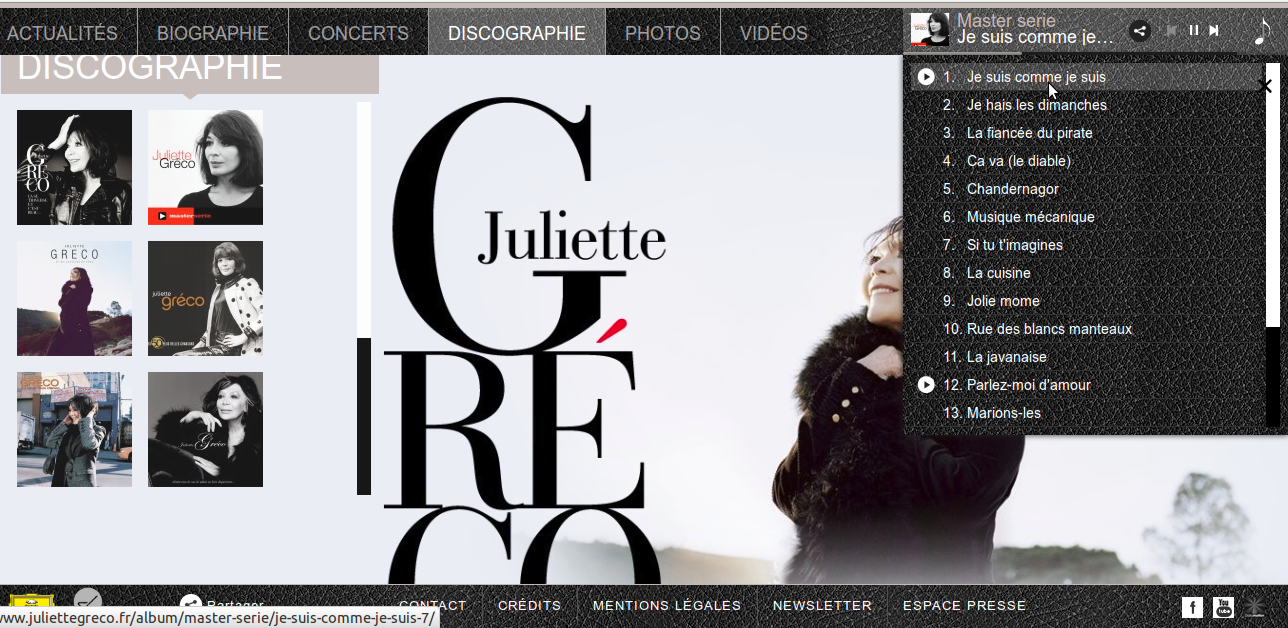 ACTUALITÉS
BIOGRAPHIE
CONCERTS
DISCOGRAPHIE
PHOTOS
VIDÉOS
Master serie
Je suis comme je...
DISCOGRAPHIE
Juliette
GRÉCO
Juliette
Gréco
master serie
JULIETTE
GRECO
juliette
gréco
GRECO
Gréco
Juliette
GRÉ
CO
1. Je suis comme je suis
2. Je hais les dimanches
3. La fiancée du pirate
4. Ca va (le diable)
5. Chandernagor
6. Musique mécanique
7. Si tu t'imagines
8. La cuisine
9. Jolie mome
10. Rue des blancs manteaux
11. La javanaise
12. Parlez-moi d'amour
13. Marions-les
Partager
CONTACT
CRÉDITS
MENTIONS LÉGALES
NEWSLETTER
ESPACE PRESSE
f
You Tube
www.juliettegreco.fr/album/master-serie/je-suis-comme-je-suis-7/